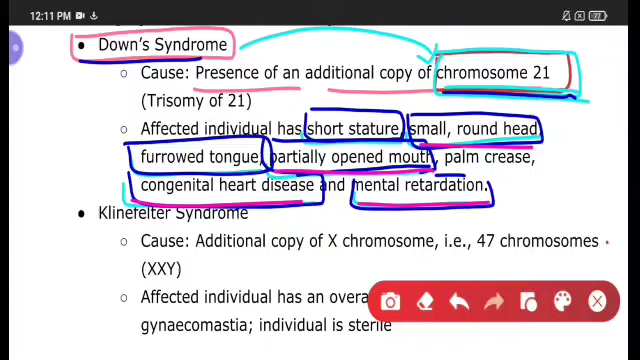 12:11 PM
77
• Down's Syndrome
o Cause: Presence of an additional copy of chromosome 21
(Trisomy of 21)
o Affected individual has short stature, small, round head
furrowed tongue, partially opened mouth, palm crease,
congenital heart disease and mental retardation.
• Klinefelter Syndrome
o Cause: Additional copy of X chromosome, i.e., 47 chromosomes
(XXY)
o Affected individual has an
gynaecomastia; individual is sterile